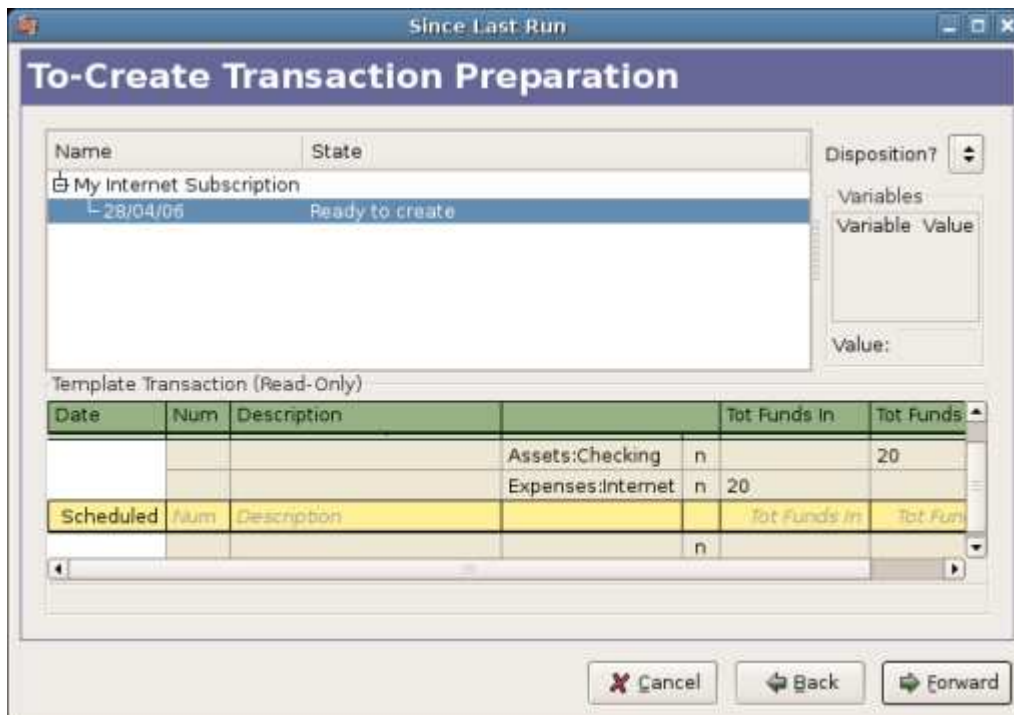 Since Last Run
To-Create Transaction Preparation
Name State
Disposition?
My Internet Subscription
28/04/06 Ready to create
Variables
Variable Value
Value:
Template Transaction (Read-Only)
Date Num Description Tot Funds In Tot Funds
Assets:Checking n 20
Expenses:Internet n 20
Scheduled Num Description Tot Funds In Tot Fun
n
Cancel Back Forward